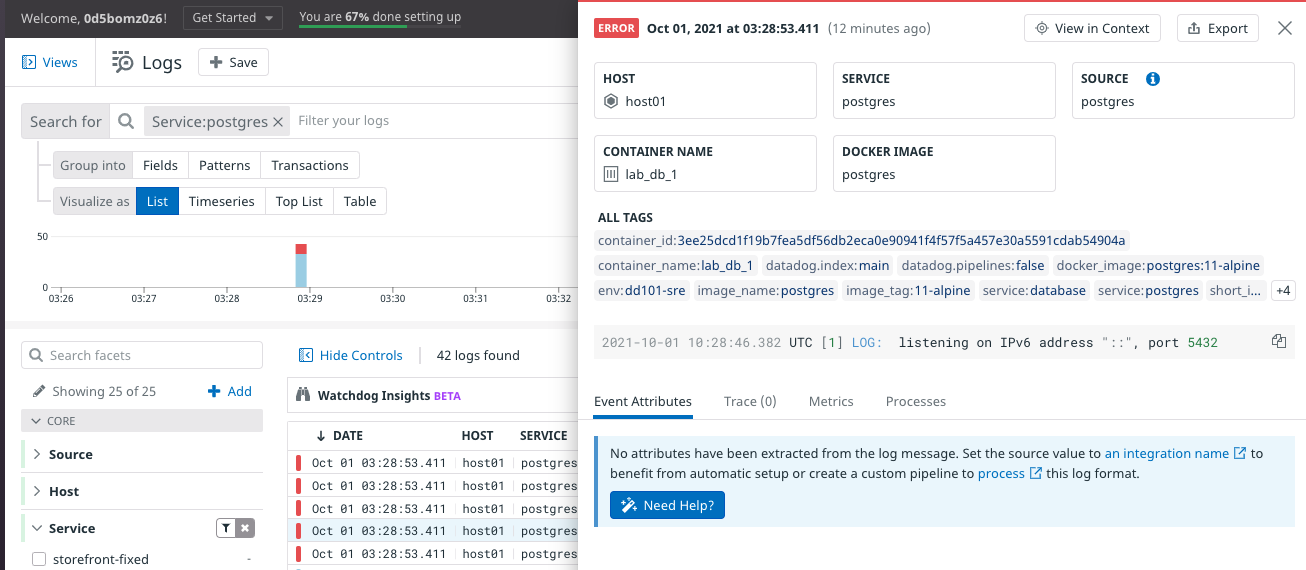 Welcome, 0d5bomz0z6!
Get Started
You are 67% done setting up
Views
Logs
Save
Search for
Service:postgres
Filter your logs
Group into
Fields
Patterns
Transactions
Visualize as
List
Timeseries
Top List
Table
50
0
03:26
03:27
03:28
03:29
03:30
03:31
03:32
Search facets
Showing 25 of 25
Add
CORE
Source
Host
Service
storefront-fixed
-
Hide Controls
42 logs found
Watchdog Insights BETA
DATE HOST SERVICE
Oct 01 03:28:53.411 host01 postgres
Oct 01 03:28:53.411 host01 postgres
Oct 01 03:28:53.411 host01 postgres
Oct 01 03:28:53.411 host01 postgres
Oct 01 03:28:53.411 host01 postgres
ERROR Oct 01, 2021 at 03:28:53.411 (12 minutes ago)
View in Context
Export
HOST
host01
SERVICE
postgres
SOURCE
postgres
CONTAINER NAME
lab_db_1
DOCKER IMAGE
postgres
ALL TAGS
container_id:3ee25dcd1f19b7fea5df56db2eca0e90941f4f57f5a457e30a5591cdab54904a
container_name:lab_db_1 datadog.index:main datadog.pipelines:false docker_image:postgres:11-alpine
env:dd101-sre image_name:postgres image_tag:11-alpine service:database service:postgres short_i... +4
2021-10-01 10:28:46.382 UTC [1] LOG: listening on IPv6 address "::", port 5432
Event Attributes
Trace (0)
Metrics
Processes
No attributes have been extracted from the log message. Set the source value to an integration name to
benefit from automatic setup or create a custom pipeline to process this log format.
Need Help?